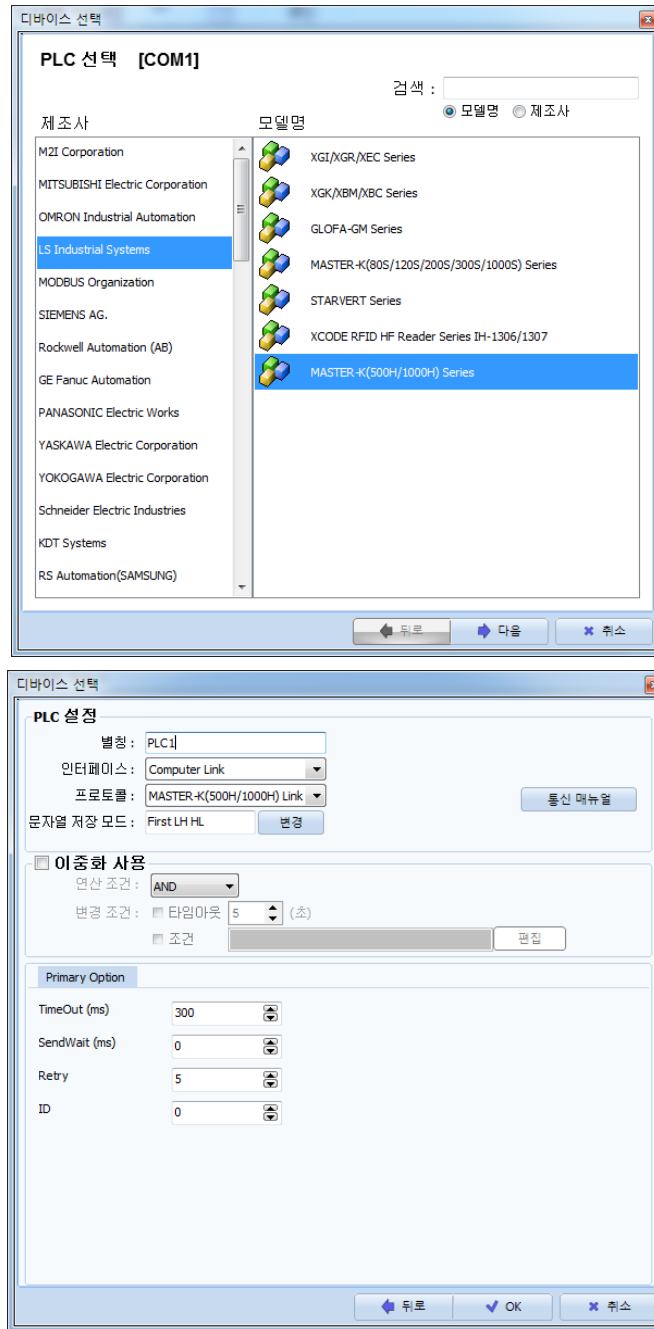 디바이스 선택
PLC 선택 [COM1]
검색 :
모델명 제조사
제조사
모델명
M2I Corporation
MITSUBISHI Electric Corporation
OMRON Industrial Automation
LS Industrial Systems
MODBUS Organization
SIEMENS AG.
Rockwell Automation (AB)
GE Fanuc Automation
PANASONIC Electric Works
YASKAWA Electric Corporation
YOKOGAWA Electric Corporation
Schneider Electric Industries
KDT Systems
RS Automation(SAMSUNG)
XGI/XGR/XEC Series
XGK/XBM/XBC Series
GLOFA-GM Series
MASTER-K(80S/120S/200S/300S/1000S) Series
STARVERT Series
XCODE RFID HF Reader Series IH-1306/1307
MASTER-K(500H/1000H) Series
뒤로 다음 취소
디바이스 선택
PLC 설정
별칭 : PLC1
인터페이스 : Computer Link
프로토콜 : MASTER-K(500H/1000H) Link 통신 매뉴얼
문자열 저장 모드 : First LH HL 변경
이중화 사용
연산 조건 : AND
변경 조건 : 타임아웃 5 (초)
조건 편집
Primary Option
TimeOut (ms) 300
SendWait (ms) 0
Retry 5
ID 0
뒤로 OK 취소